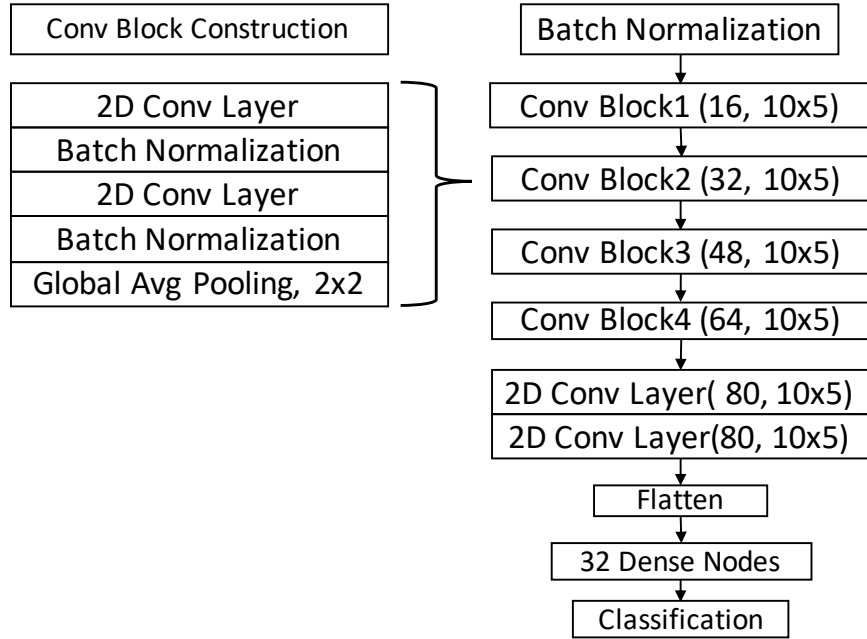 Conv Block Construction
2D Conv Layer
Batch Normalization
2D Conv Layer
Batch Normalization
Global Avg Pooling, 2x2
Batch Normalization
Conv Block1 (16, 10x5)
Conv Block2 (32, 10x5)
Conv Block3 (48, 10x5)
Conv Block4 (64, 10x5)
2D Conv Layer( 80, 10x5)
2D Conv Layer(80, 10x5)
Flatten
32 Dense Nodes
Classification